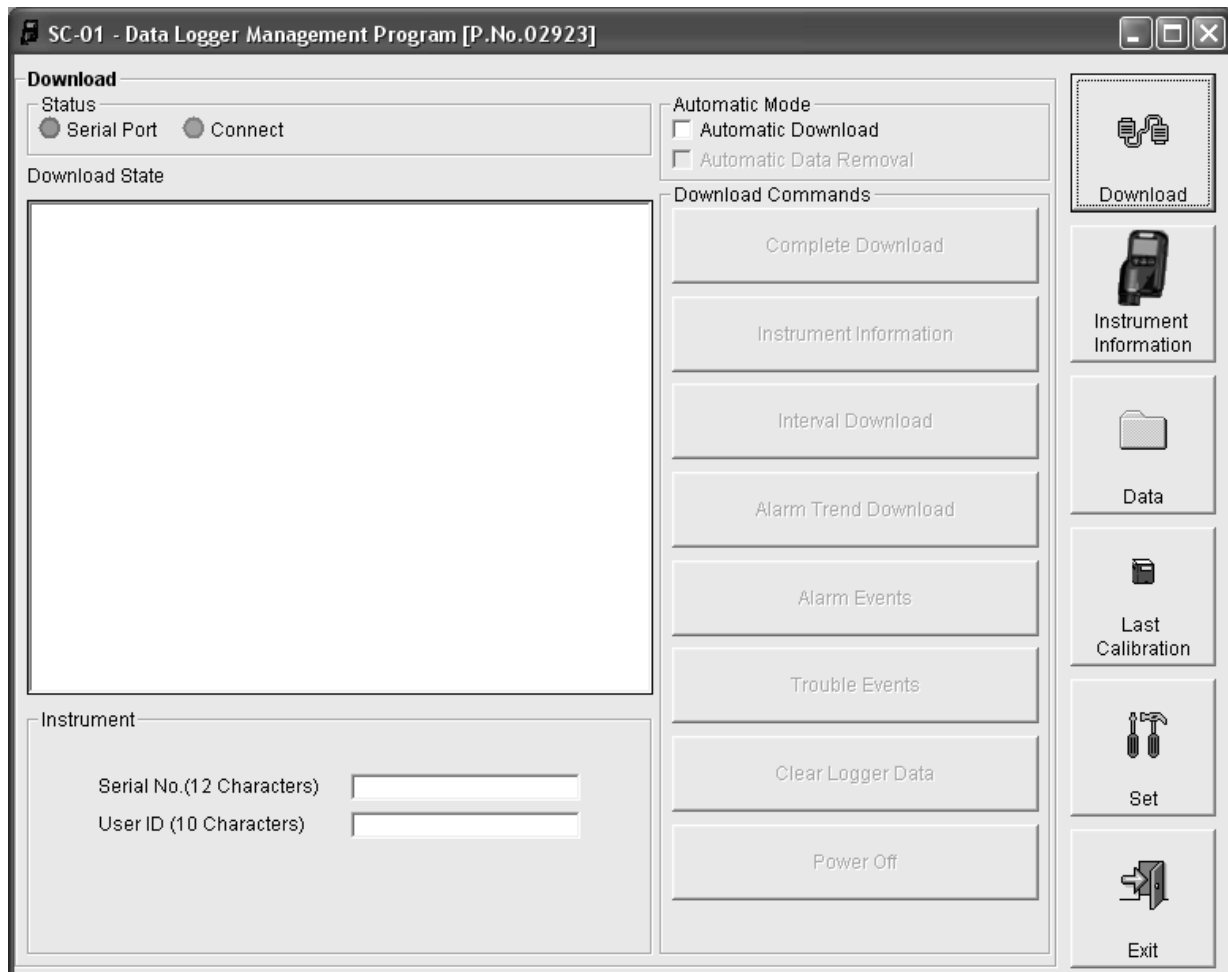 SC-01 - Data Logger Management Program [P.No.02923]
Download
Status
Serial Port
Connect
Download State
Automatic Mode
Automatic Download
Automatic Data Removal
Download Commands
Complete Download
Instrument Information
Interval Download
Alarm Trend Download
Alarm Events
Trouble Events
Clear Logger Data
Power Off
Instrument
Serial No.(12 Characters)
User ID (10 Characters)
Download
Instrument
Information
Data
Last
Calibration
Set
Exit